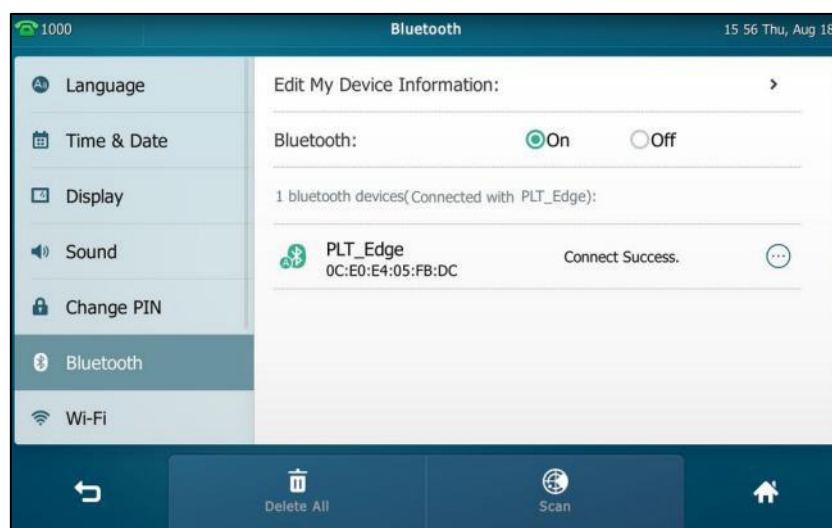 1000 Bluetooth 15 56 Thu, Aug 18
Language
Time & Date
Display
Sound
Change PIN
Bluetooth
Wi-Fi
Edit My Device Information:
Bluetooth: On Off
1 bluetooth devices(Connected with PLT_Edge):
PLT_Edge
0C:E0:E4:05:FB:DC
Connect Success.
Delete All
Scan